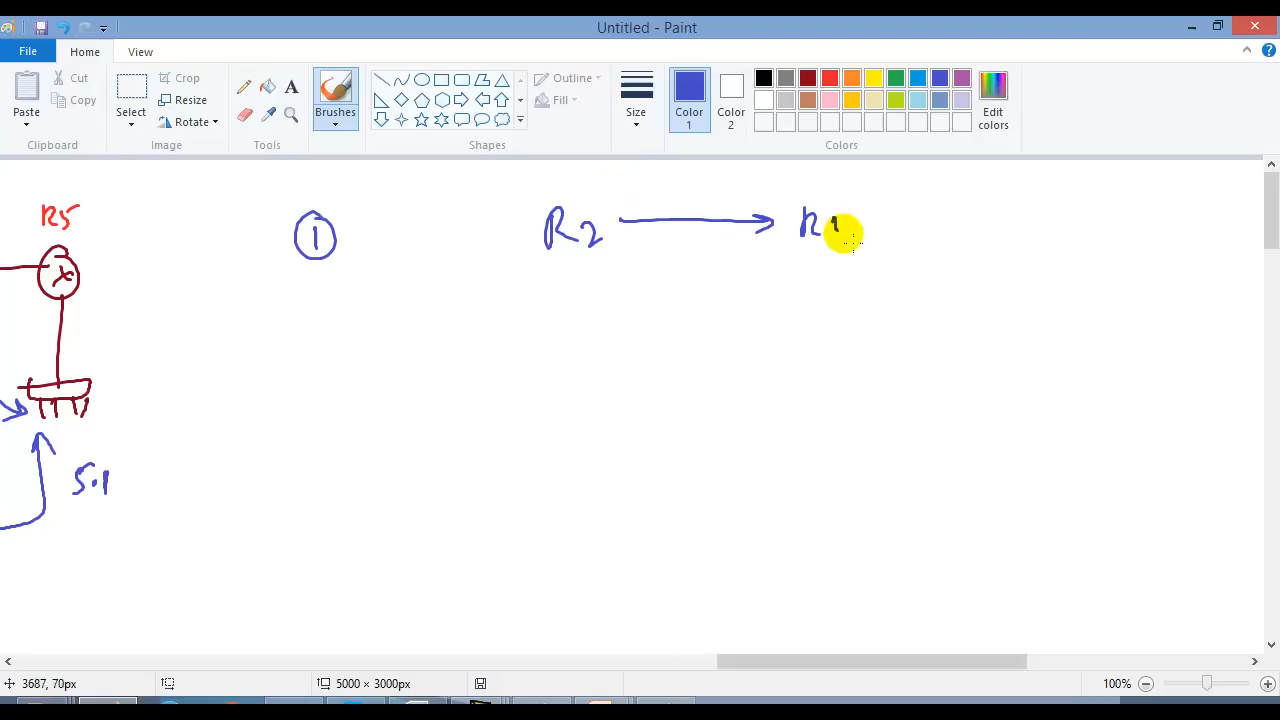 Untitled - Paint
File Home View
Paste
Cut
Copy
Clipboard
Select
Crop
Resize
Rotate
Image
A
Tools
Brushes
Outline
Fill
Shapes
Size
Color 1
Color 2
Edit colors
Colors
R5
1
R2
x
5.1
3687, 70px
5000 × 3000px
100%